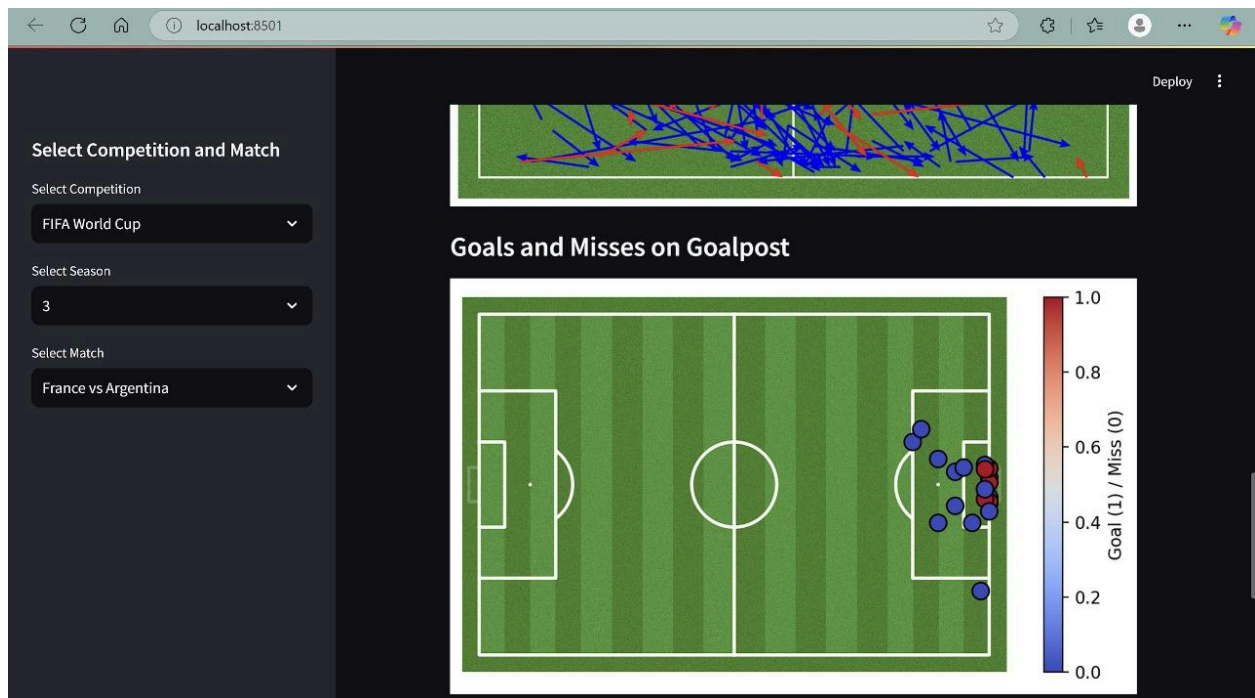 localhost:8501
Deploy
Select Competition and Match
Select Competition
FIFA World Cup
Select Season
3
Select Match
France vs Argentina
Goals and Misses on Goalpost
1.0
0.8
0.6
0.4
0.2
0.0
Goal (1) / Miss (0)